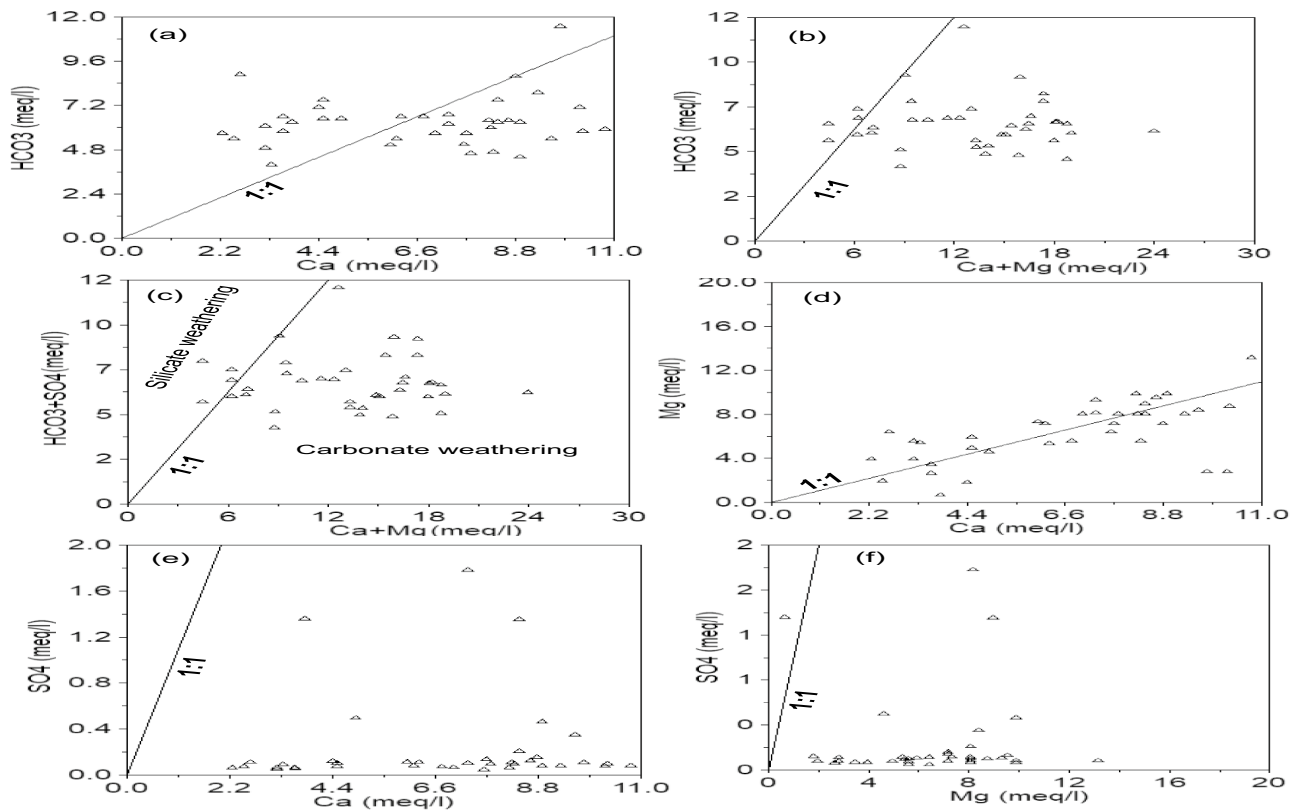 (a)
12.0
9.6
7.2
4.8
2.4
0.0
HCO3 (meq/l)
1:1
0.0 2.2 4.4 6.6 8.8 11.0
Ca (meq/l)
(b)
12
10
7
5
2
0
HCO3 (meq/l)
1:1
0 6 12 18 24 30
Ca+Mg (meq/l)
(c)
12
10
7
5
2
0
HCO3+SO4(meq/l)
Silicate weathering
Carbonate weathering
1:1
0 6 12 18 24 30
Ca+Mg (meq/l)
(d)
20.0
16.0
12.0
8.0
4.0
0.0
Mg (meq/l)
1:1
0.0 2.2 4.4 6.6 8.8 11.0
Ca (meq/l)
(e)
2.0
1.6
1.2
0.8
0.4
0.0
SO4 (meq/l)
1:1
0.0 2.2 4.4 6.6 8.8 11.0
Ca (meq/l)
(f)
2
2
1
1
0
0
SO4 (meq/l)
1:1
0 4 8 12 16 20
Mg (meq/l)